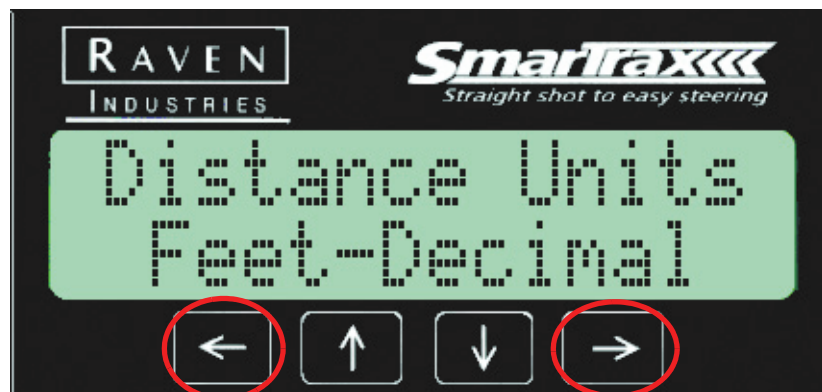 RAVEN
INDUSTRIES
SmarTrax
Straight shot to easy steering
Distance Units
Feet-Decimal